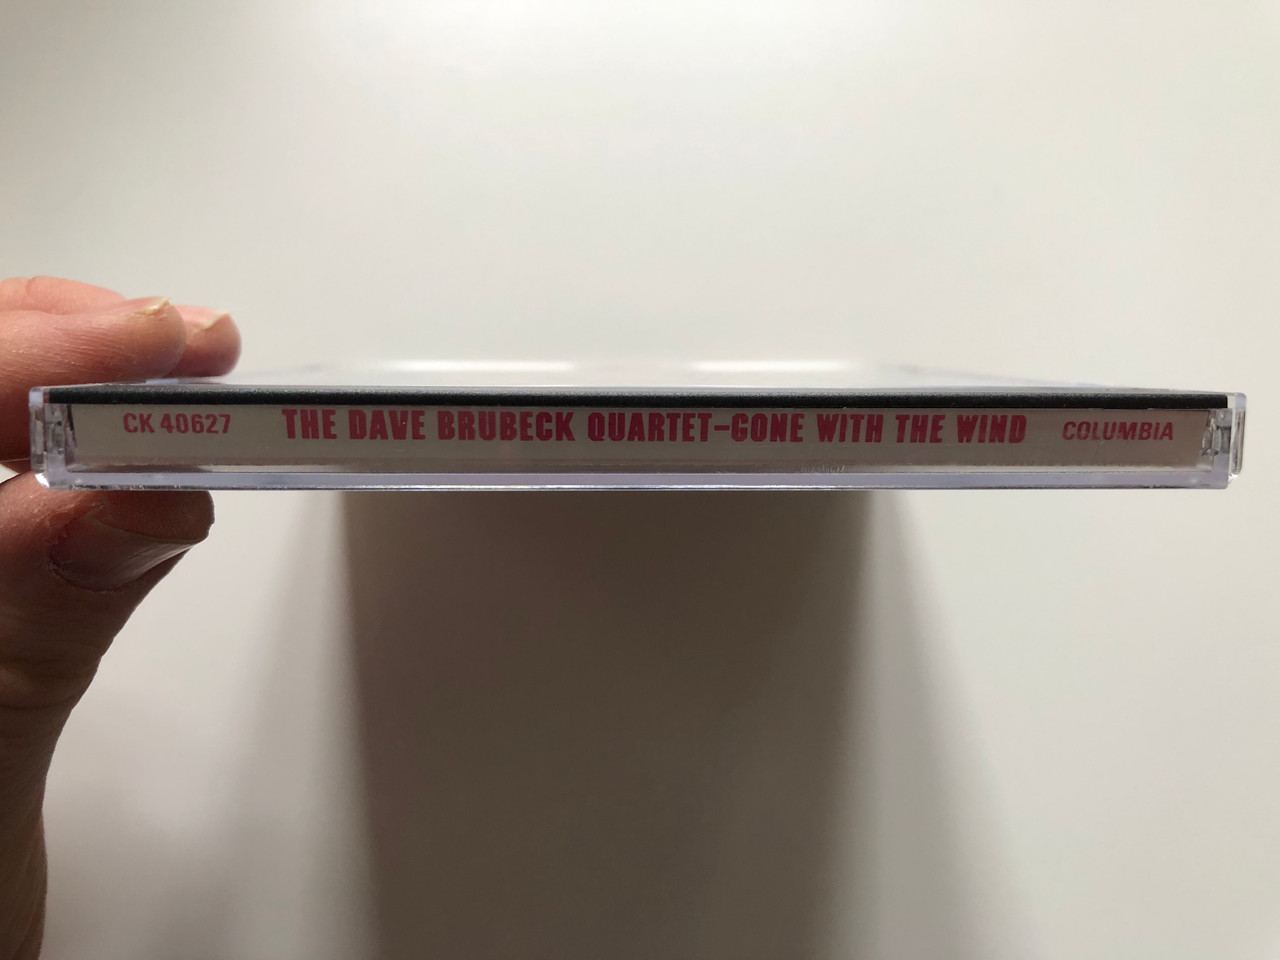 CK 40627 THE DAVE BRUBECK QUARTET-GONE WITH THE WIND COLUMBIA